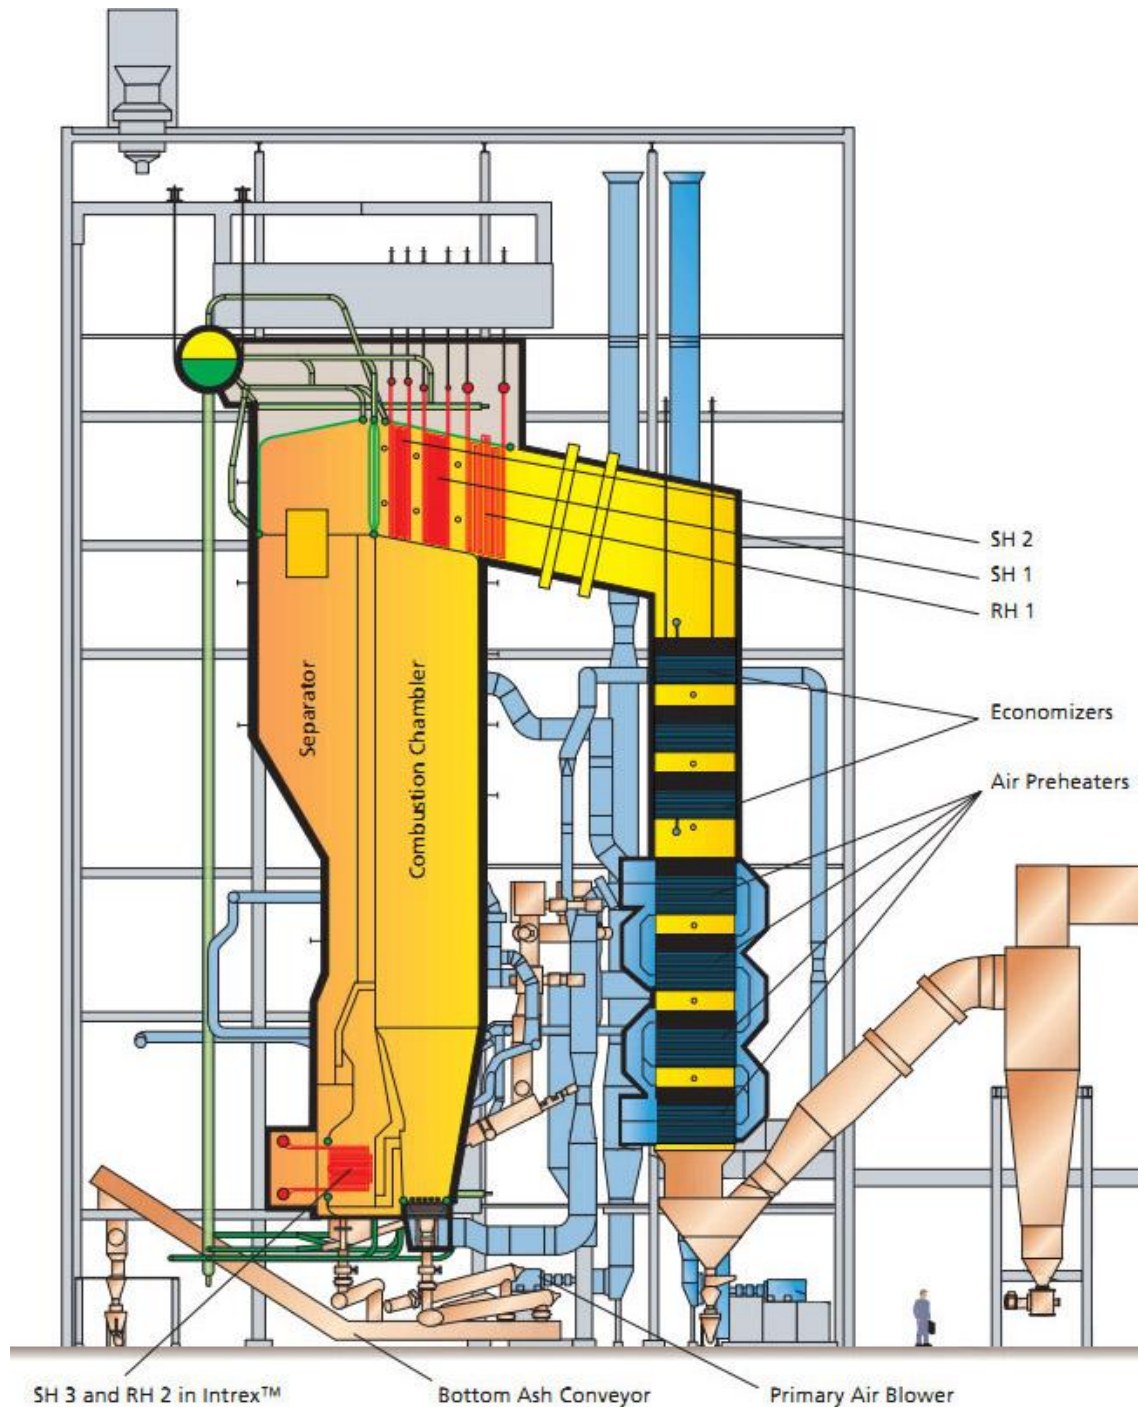 SH 2
SH 1
RH 1
Separator
Combustion Chambler
Economizers
Air Preheaters
SH 3 and RH 2 in Intrex™
Bottom Ash Conveyor
Primary Air Blower